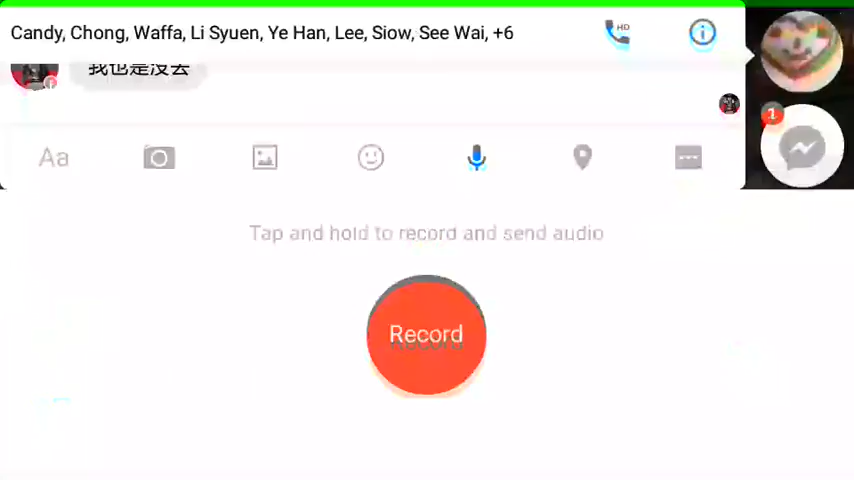 Candy, Chong, Waffa, Li Syuen, Ye Han, Lee, Siow, See Wai, +6
HD
我也是没去
1
Aa
Tap and hold to record and send audio
Record